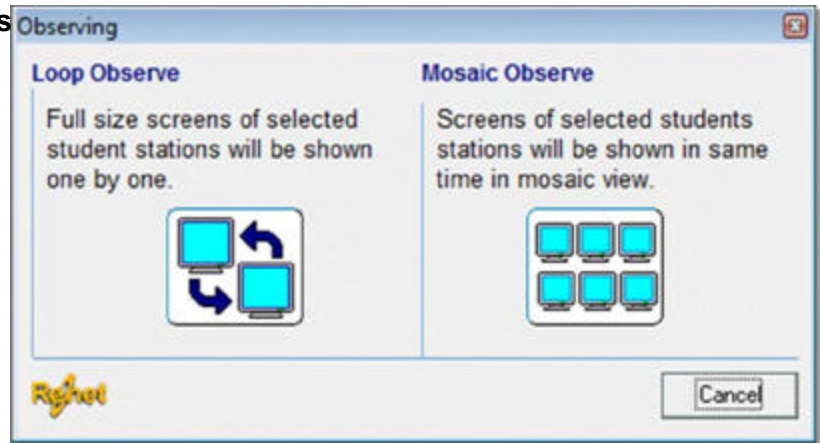 s
Observing
Loop Observe
Full size screens of selected
student stations will be shown
one by one.
Mosaic Observe
Screens of selected students
stations will be shown in same
time in mosaic view.
Cancel